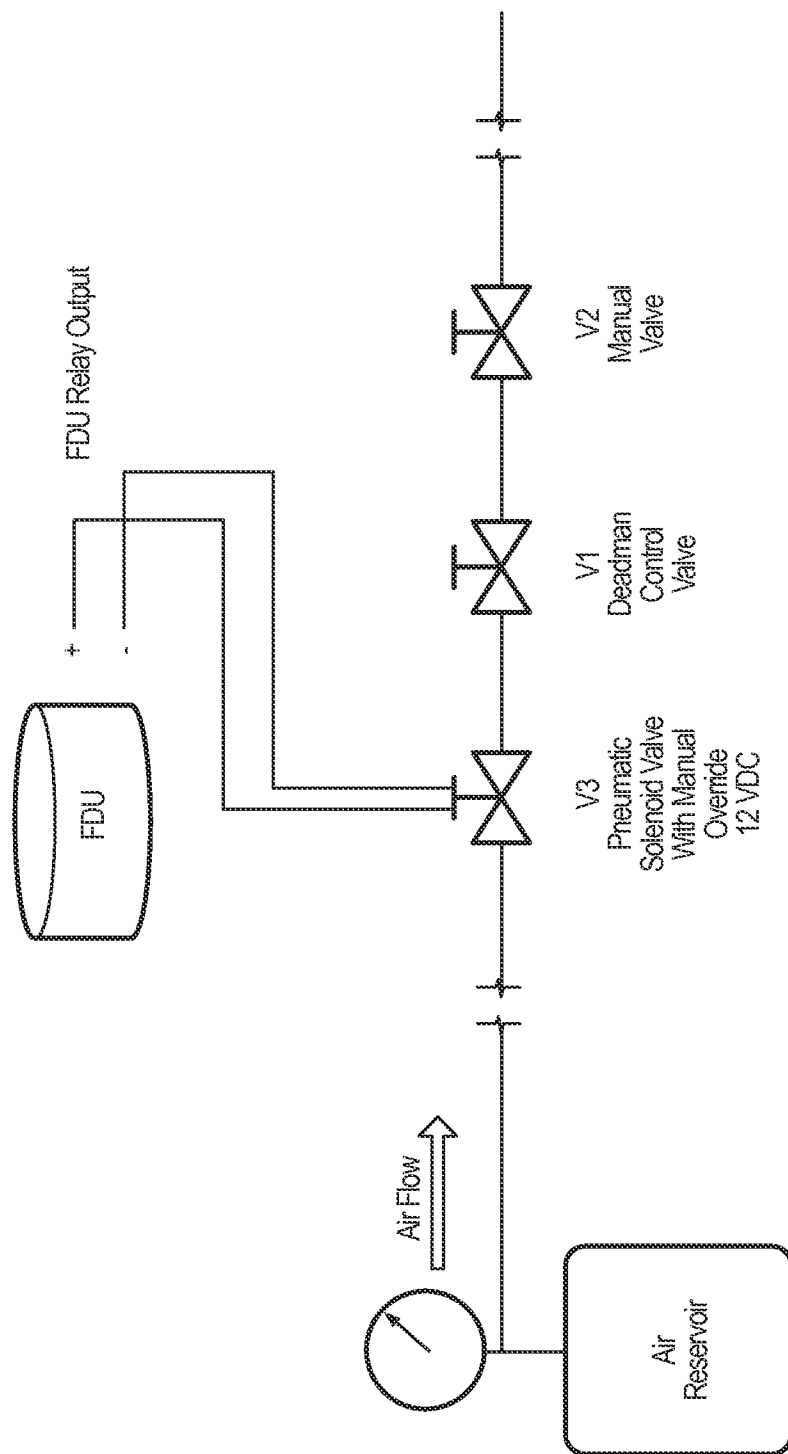 FDU
+
-
FDU Relay Output
Air Flow
Air
Reservoir
V3
Pneumatic
Solenoid Valve
With Manual
Override
12 VDC
V1
Deadman
Control
Valve
V2
Manual
Valve